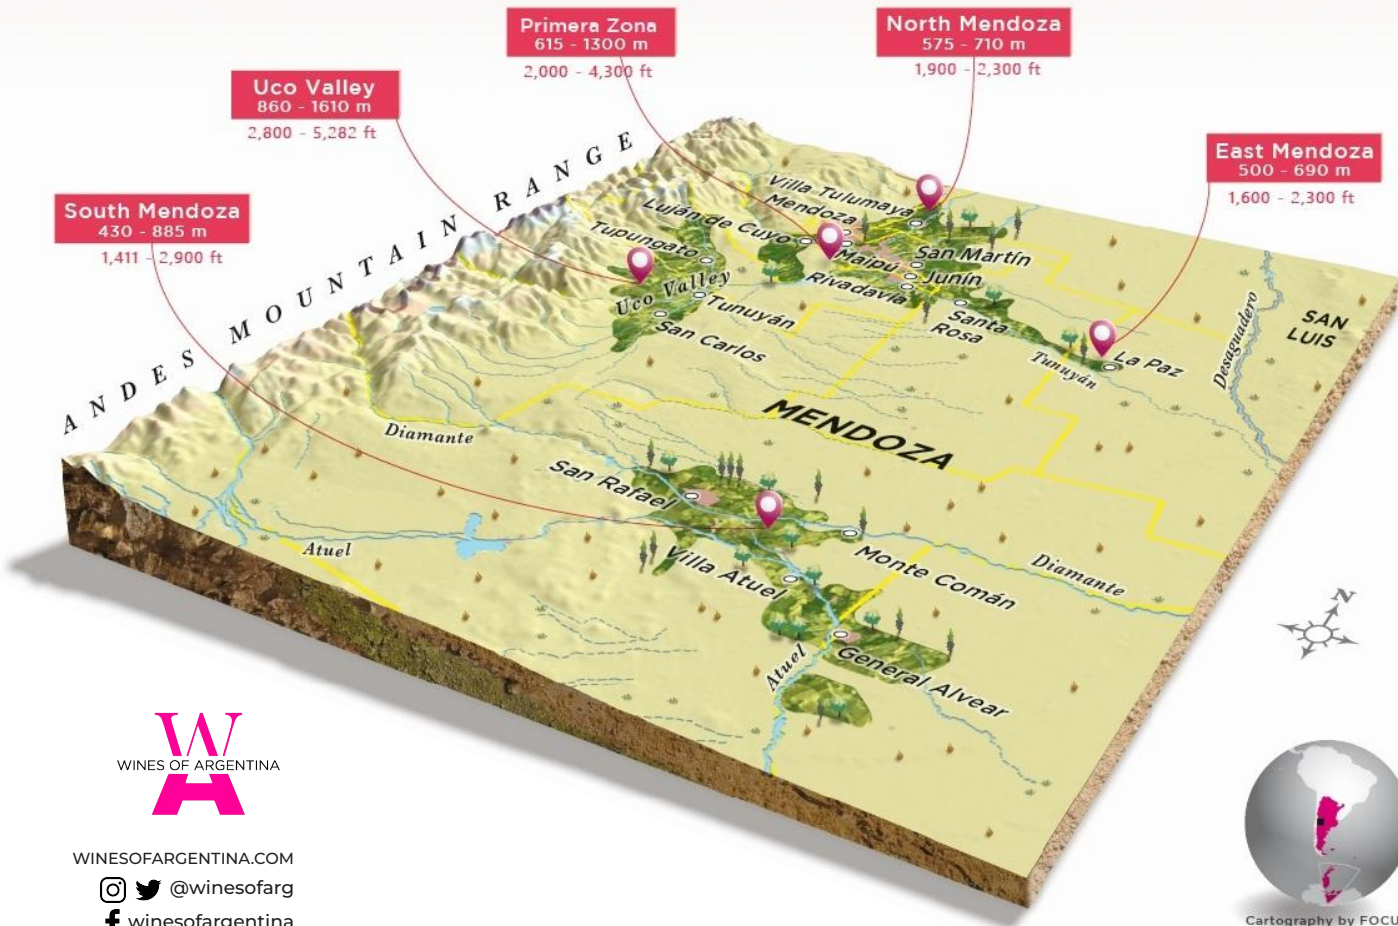 Primera Zona
615 - 1300 m
2,000 - 4,300 ft
North Mendoza
575 - 710 m
1,900 - 2,300 ft
Uco Valley
860 - 1610 m
2,800 - 5,282 ft
East Mendoza
500 - 690 m
1,600 - 2,300 ft
South Mendoza
430 - 885 m
1,411 - 2,900 ft
ANDES MOUNTAIN RANGE
Villa Tulumaya
Mendoza
Luján de Cuyo
Maipú
San Martín
Junín
Rivadavia
Tupungato
Uco Valley
Tunuyán
San Carlos
Santa
Rosa
Tunuyán
La Paz
Desaguadero
SAN
LUIS
MENDOZA
Diamante
San Rafael
Atuel
Villa Atuel
Monte Comán
Diamante
Atuel
General Alvear
N
WA
WINES OF ARGENTINA
WINESOFARGENTINA.COM
@winesofarg
winesofargentina
Cartography by FOCU